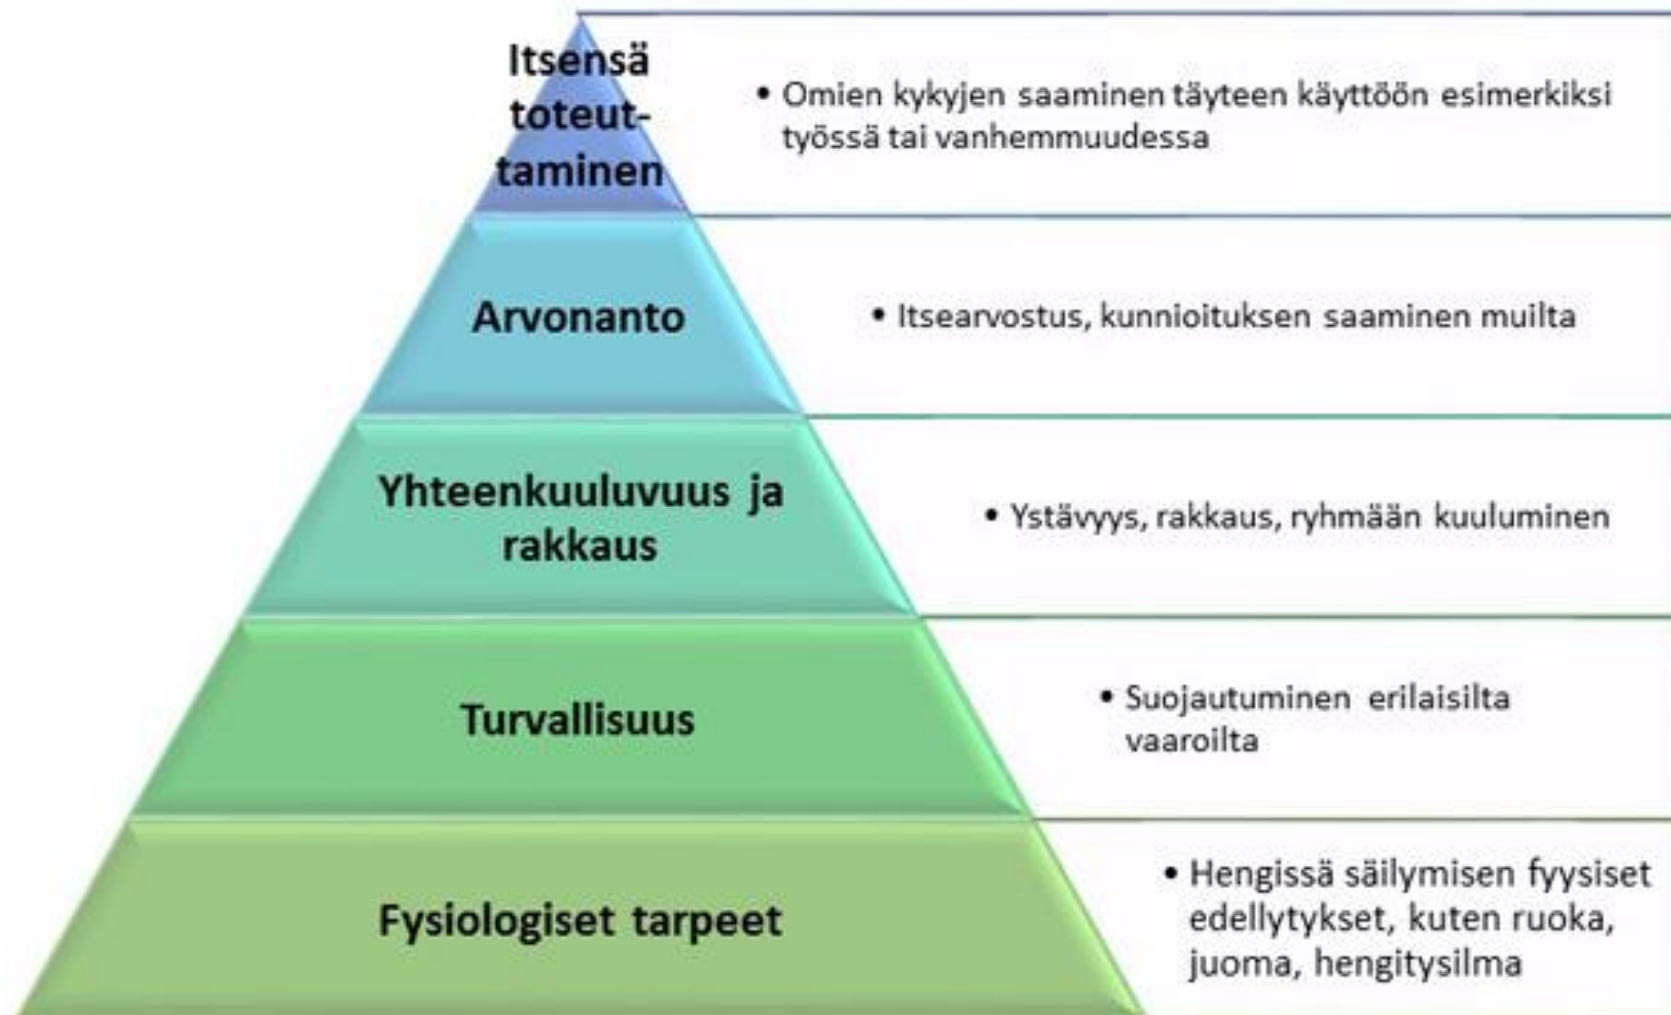 Itsensä
toteut-
taminen
• Omien kykyjen saaminen täyteen käyttöön esimerkiksi
työssä tai vanhemmuudessa
Arvonanto
• Itsearvostus, kunnioituksen saaminen muilta
Yhteenkuuluvuus ja
rakkaus
• Ystävyys, rakkaus, ryhmään kuuluminen
Turvallisuus
• Suojautuminen erilaisilta
vaaroilta
Fysiologiset tarpeet
• Hengissä säilymisen fyysiset
edellytykset, kuten ruoka,
juoma, hengitysilma